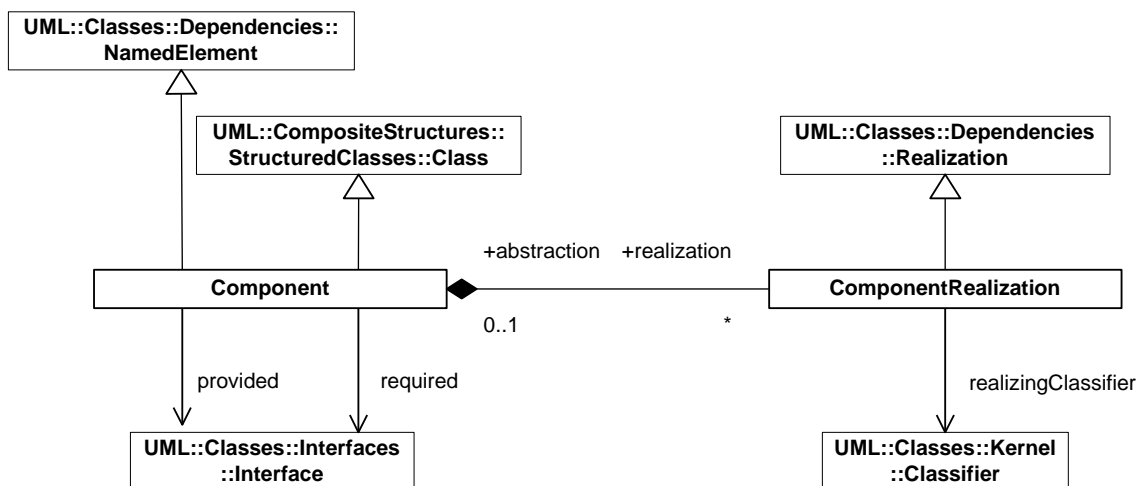 UML::Classes::Dependencies::
NamedElement
UML::CompositeStructures::
StructuredClasses::Class
UML::Classes::Dependencies
::Realization
+abstraction
+realization
Component
ComponentRealization
0..1
*
provided
required
realizingClassifier
UML::Classes::Interfaces
::Interface
UML::Classes::Kernel
::Classifier